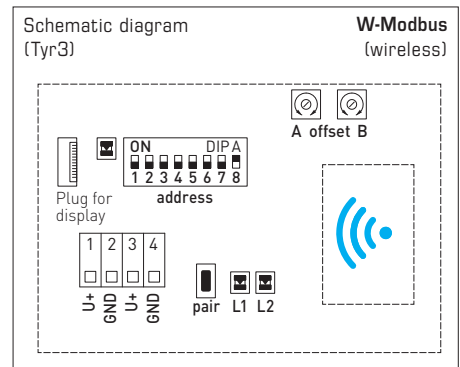 Schematic diagram
(Tyr3)
W-Modbus
(wireless)
A offset B
ON DIP A
1 2 3 4 5 6 7 8
address
Plug for
display
1 2 3 4
U+ GND U+ GND
pair L1 L2